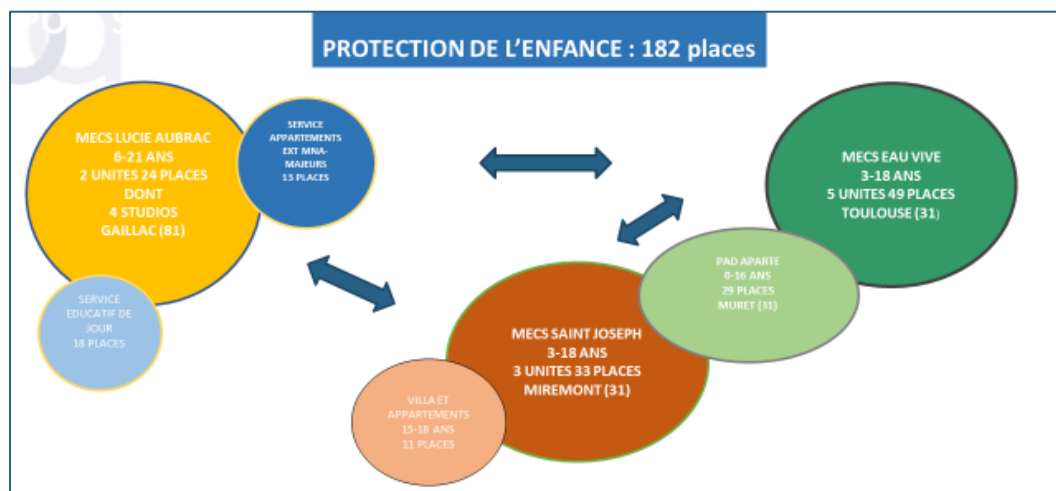 PROTECTION DE L'ENFANCE : 182 places
MECS LUCIE AUBRAC
6-21 ANS
2 UNITES 24 PLACES
DONT
4 STUDIOS
GAILLAC (81)
SERVICE
APPARTEMENTS
EXT MNA-
MAJEURS
13 PLACES
MECS EAU VIVE
3-18 ANS
5 UNITES 49 PLACES
TOULOUSE (31)
PAD APARTE
0-16 ANS
29 PLACES
MURET (31)
SERVICE
EDUCATIF DE
JOUR
18 PLACES
MECS SAINT JOSEPH
3-18 ANS
3 UNITES 33 PLACES
MIREMONT (31)
VILLA ET
APPARTEMENTS
15-18 ANS
11 PLACES